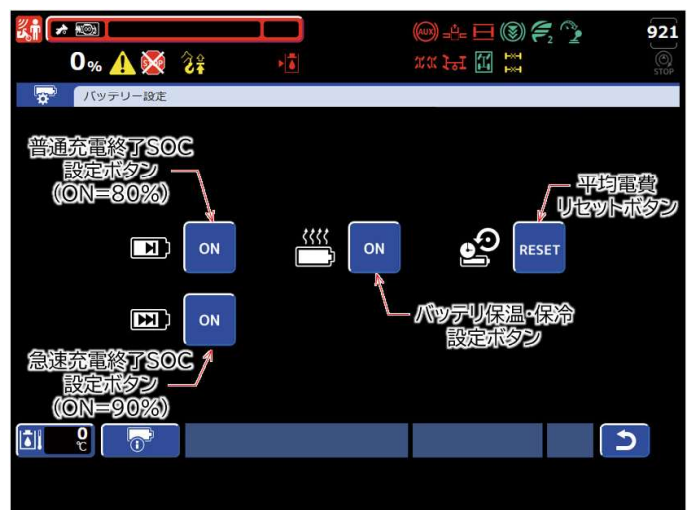 AUX
921
0%
STOP
2
STOP
バッテリー設定
普通充電終了SOC
設定ボタン
(ON=80%)
平均電費
リセットボタン
ON
ON
RESET
ON
バッテリ保温・保冷
設定ボタン
急速充電終了SOC
設定ボタン
(ON=90%)
0
℃